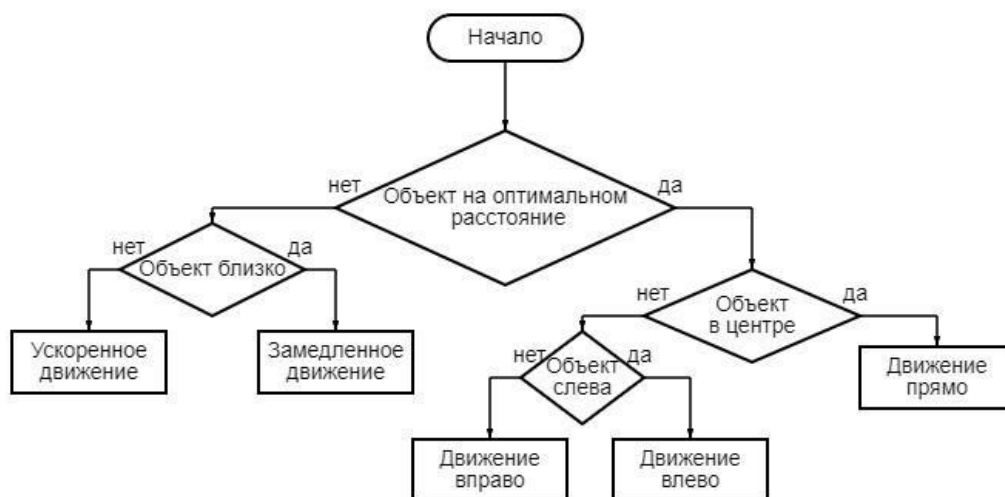 Начало
нет
Объект на оптимальном
расстояние
да
нет
Объект близко
да
нет
Объект
в центре
да
Ускоренное
движение
Замедленное
движение
нет
Объект
слева
да
Движение
прямо
Движение
вправо
Движение
влево